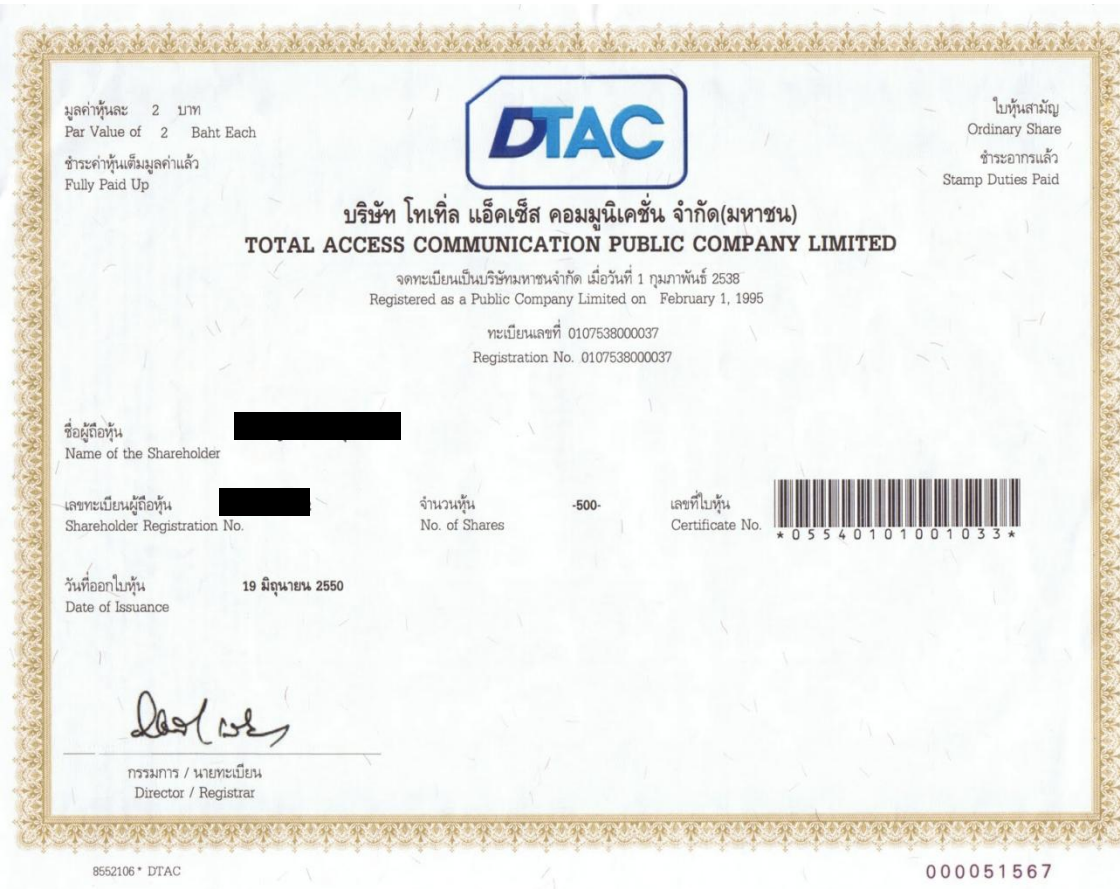 มูลค่าหุ้นละ 2 บาท
Par Value of 2 Baht Each
ชำระค่าหุ้นเต็มมูลค่าแล้ว
Fully Paid Up
DTAC
ใบหุ้นสามัญ
Ordinary Share
ชำระอากรแล้ว
Stamp Duties Paid
บริษัท โทเทิ่ล แอ็คเซ็ส คอมมูนิเคชั่น จำกัด(มหาชน)
TOTAL ACCESS COMMUNICATION PUBLIC COMPANY LIMITED
จดทะเบียนเป็นบริษัทมหาชนจำกัด เมื่อวันที่ 1 กุมภาพันธ์ 2538
Registered as a Public Company Limited on February 1, 1995
ทะเบียนเลขที่ 0107538000037
Registration No. 0107538000037
ชื่อผู้ถือหุ้น
Name of the Shareholder
เลขทะเบียนผู้ถือหุ้น
Shareholder Registration No.
จำนวนหุ้น -500-
No. of Shares
เลขที่ใบหุ้น
Certificate No.
*05540101001033*
วันที่ออกใบหุ้น 19 มิถุนายน 2550
Date of Issuance
กรรมการ / นายทะเบียน
Director / Registrar
8552106 * DTAC
000051567